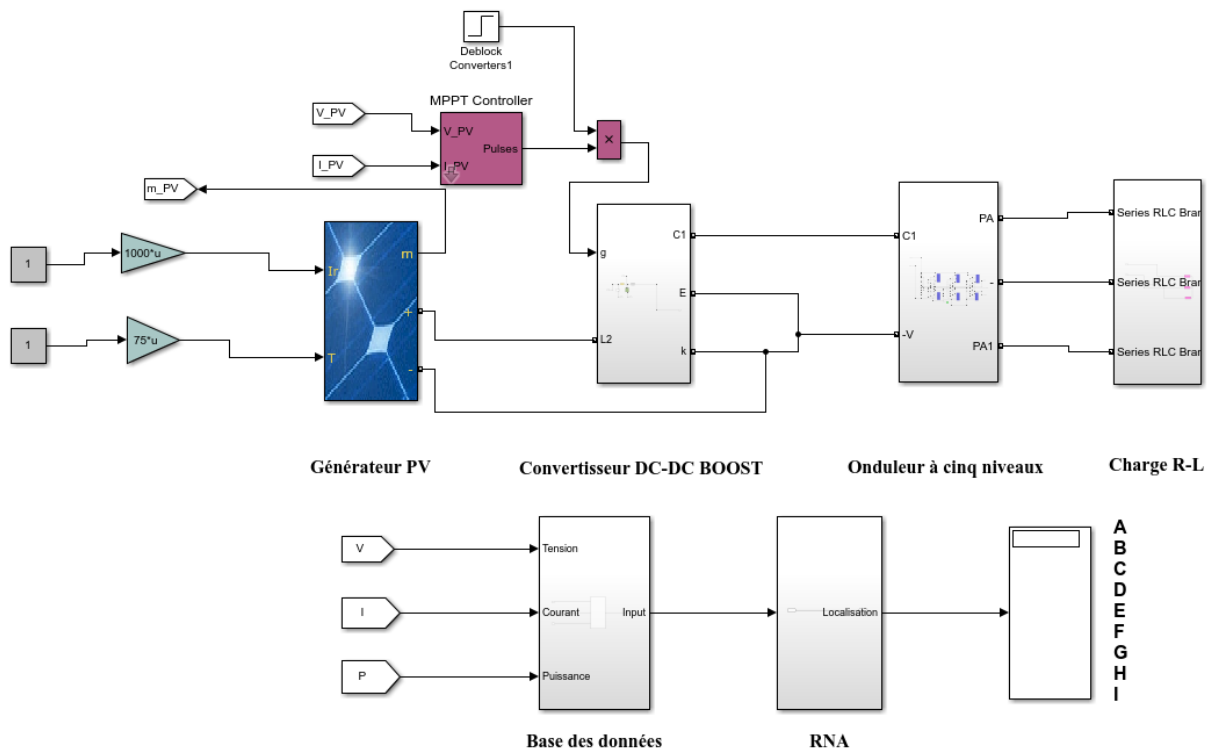 Deblock
Converters1
MPPT Controller
V_PV
V_PV
Pulses
×
I_PV
I_PV
m_PV
PA
Series RLC Bran
C1
C1
1
1000*u
Ir
m
g
E
-
Series RLC Bran
+
1
75*u
L2
-V
T
k
PA1
Series RLC Bran
-
Générateur PV
Convertisseur DC-DC BOOST
Onduleur à cinq niveaux
Charge R-L
V
Tension
I
Courant
Input
Localisation
P
Puissance
A
B
C
D
E
F
G
H
I
Base des données
RNA